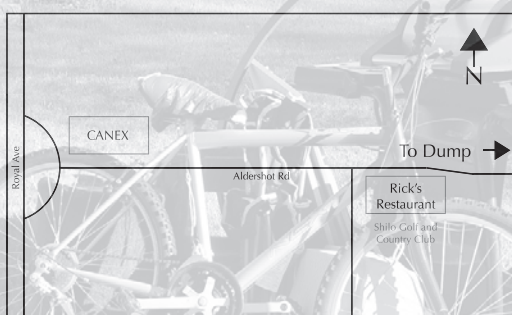 N
CANEX
To Dump
Royal Ave
Aldershot Rd
Rick's
Restaurant
Shilo Golf and
Country Club